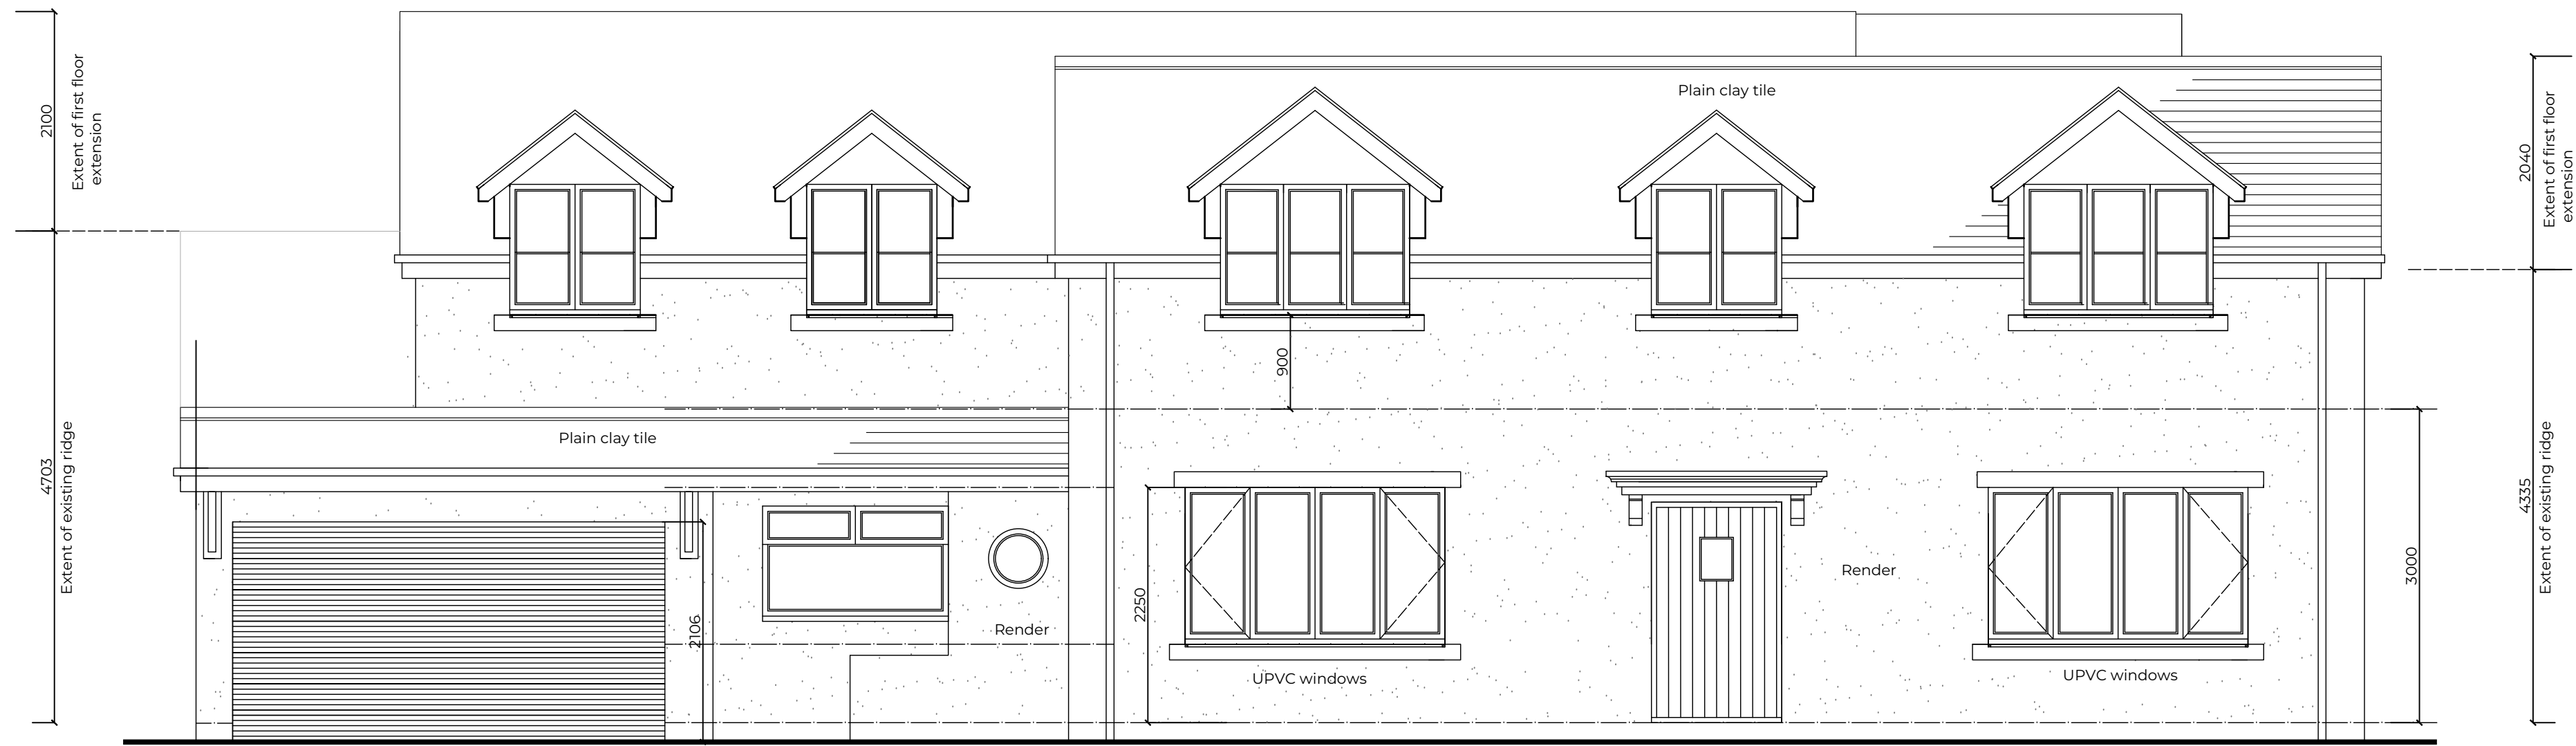 2100
Extent of first floor
extension
4703
Extent of existing ridge
Plain clay tile
Plain clay tile
900
2106
Render
2250
UPVC windows
Render
UPVC windows
3000
2040
Extent of first floor
extension
4335
Extent of existing ridge